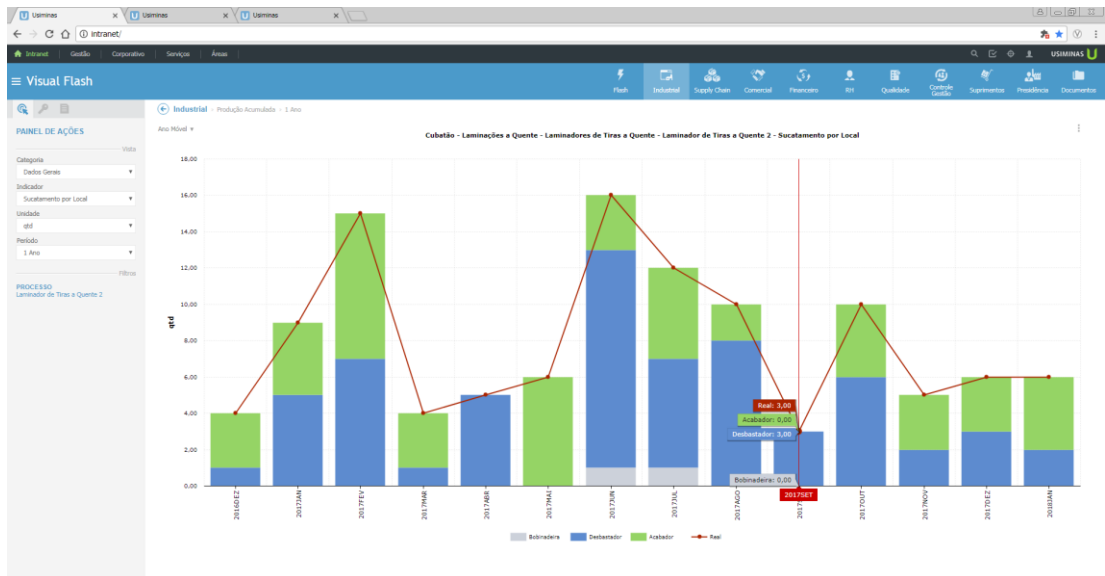 Usiminas
Usiminas
Usiminas
intranet/
Intranet Gestão Corporativo Serviços Áreas USIMINAS
Visual Flash
Flash Industrial Supply Chain Comercial Financeiro RH Qualidade Controle Gestão Suprimentos Presidência Documentos
Industrial - Produção Acumulado - 1 Ano
PAINEL DE AÇÕES
Vista
Categoria
Dados Gerais
Indicador
Sucatamento por Local
Unidade
qtd
Período
1 Ano
Filtros
PROCESSO
Laminador de Tiras a Quente 2
Ano Móvel
Cubatão - Laminações a Quente - Laminadores de Tiras a Quente - Laminador de Tiras a Quente 2 - Sucatamento por Local
18,00
16,00
14,00
12,00
10,00
8,00
6,00
4,00
2,00
0,00
qtd
Real: 3,00
Acabador: 0,00
Desbastador: 3,00
Bobinadeira: 0,00
2017SET
2016DEZ
2017JAN
2017FEV
2017MAR
2017ABR
2017MAI
2017JUN
2017JUL
2017AGO
2017OUT
2017NOV
2017DEZ
2018JAN
Bobinadeira Desbastador Acabador Real